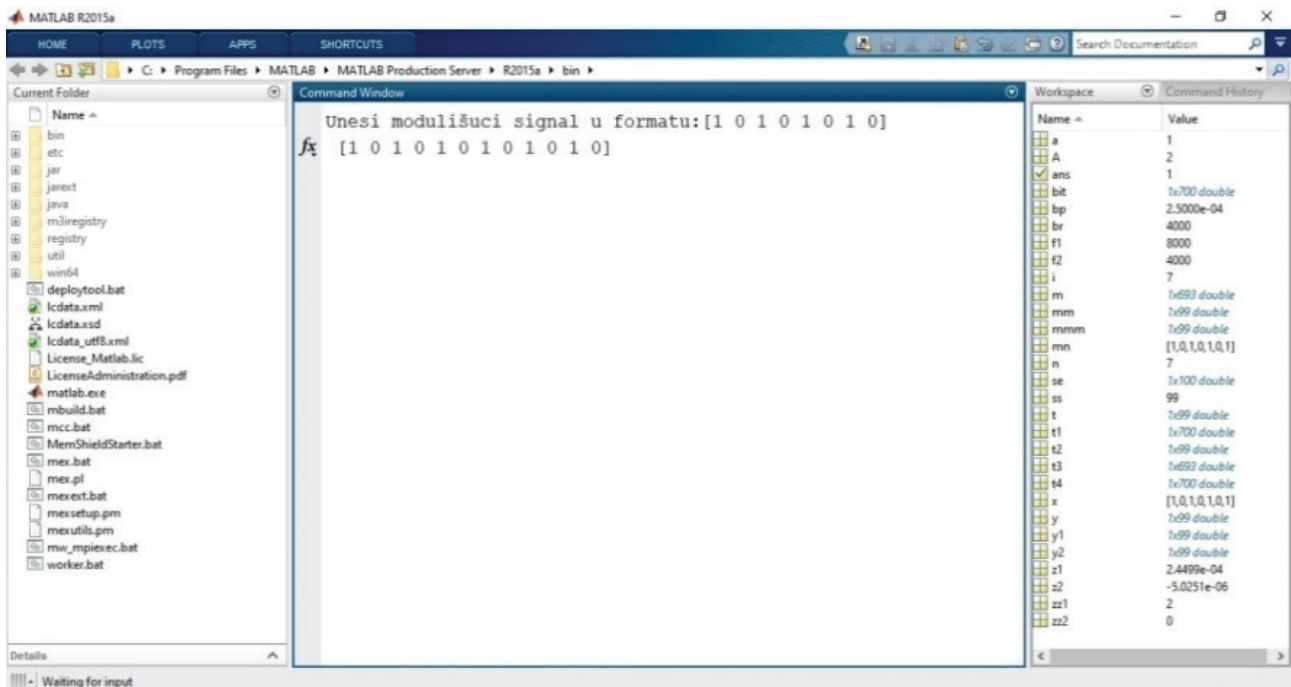 MATLAB R2015a
HOME PLOTS APPS SHORTCUTS Search Documentation
C: Program Files MATLAB MATLAB Production Server R2015a bin
Current Folder
Name
bin
etc
jar
jarext
java
m3iregistry
registry
util
win64
deploytool.bat
lcdata.xml
lcdata.xsd
lcdata_utf8.xml
License_Matlab.lic
LicenseAdministration.pdf
matlab.exe
mbuild.bat
mcc.bat
MemShieldStarter.bat
mex.bat
mex.pl
mexext.bat
mexsetup.pm
mexutils.pm
mw_mpiexec.bat
worker.bat
Details
Command Window
Unesi modulišuci signal u formatu:[1 0 1 0 1 0 1 0]
fx [1 0 1 0 1 0 1 0 1 0 1 0]
Workspace Command History
Name Value
a 1
A 2
ans 1
bit 1x700 double
bp 2.5000e-04
br 4000
f1 8000
f2 4000
i 7
m 1x693 double
mm 1x99 double
mmm 1x99 double
mn [1,0,1,0,1,0,1]
n 7
se 1x100 double
ss 99
t 1x99 double
t1 1x700 double
t2 1x99 double
t3 1x693 double
t4 1x700 double
x [1,0,1,0,1,0,1]
y 1x99 double
y1 1x99 double
y2 1x99 double
z1 2.4499e-04
z2 -5.0251e-06
zz1 2
zz2 0
Waiting for input